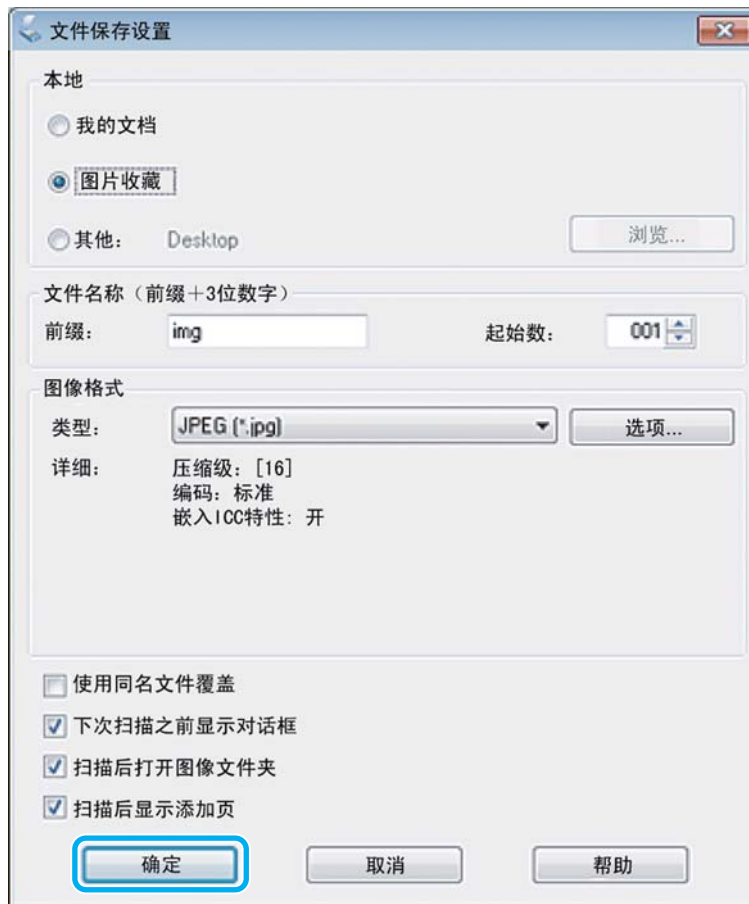 文件保存设置
本地
我的文档
图片收藏
其他： Desktop 浏览...
文件名称（前缀＋3位数字）
前缀： img 起始数： 001
图像格式
类型： JPEG (*.jpg) 选项...
详细： 压缩级：[16]
编码：标准
嵌入ICC特性：开
使用同名文件覆盖
下次扫描之前显示对话框
扫描后打开图像文件夹
扫描后显示添加页
确定 取消 帮助